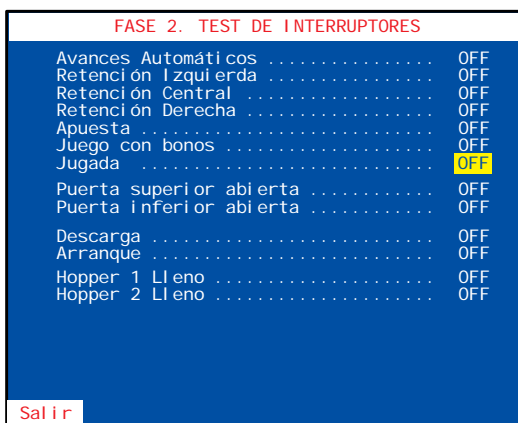 FASE 2. TEST DE INTERRUPTORES
Avances Automáticos ................ OFF
Retención Izquierda ................ OFF
Retención Central .................. OFF
Retención Derecha .................. OFF
Apuesta ............................ OFF
Juego con bonos .................... OFF
Jugada ............................ OFF
Puerta superior abierta ............ OFF
Puerta inferior abierta ............ OFF
Descarga ........................... OFF
Arranque ........................... OFF
Hopper 1 Lleno ..................... OFF
Hopper 2 Lleno ..................... OFF
Salir